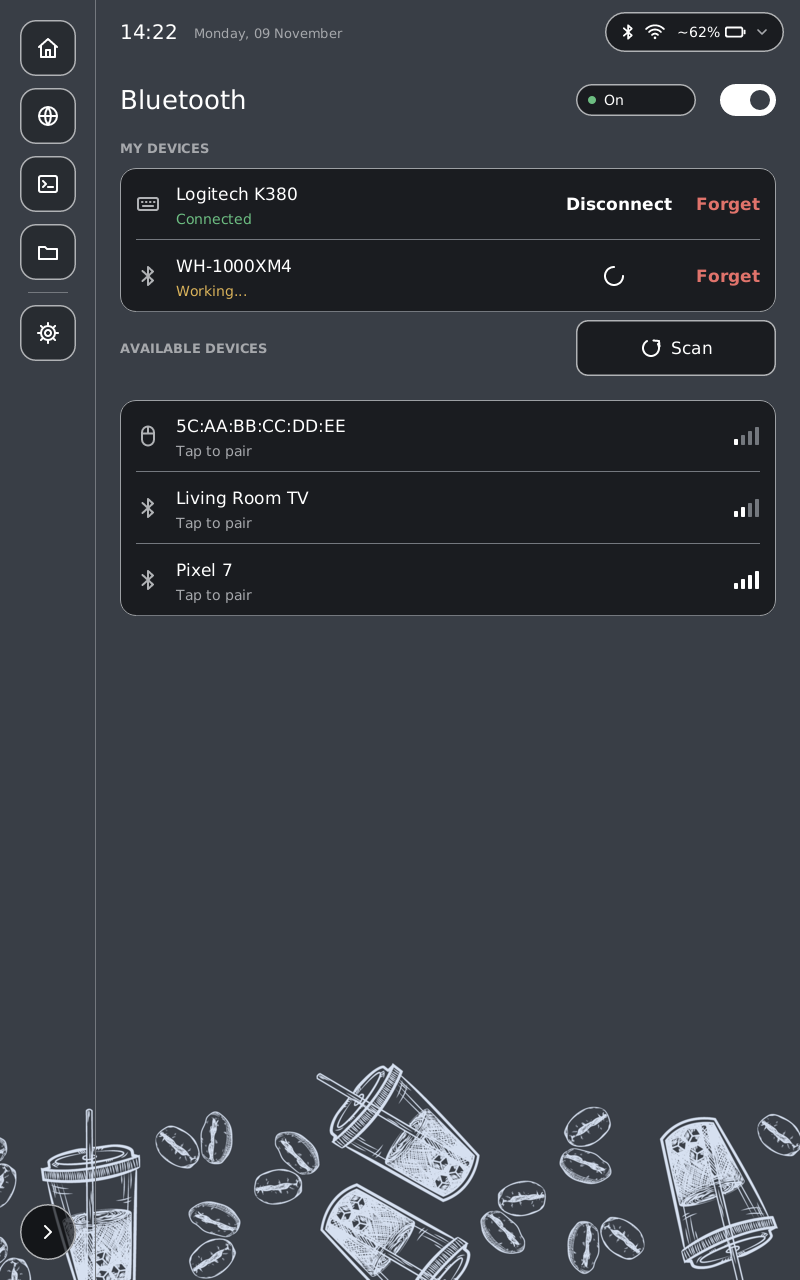 14:22 Monday, 09 November
~62%
Bluetooth
On
MY DEVICES
Logitech K380
Connected
Disconnect Forget
WH-1000XM4
Working...
Forget
AVAILABLE DEVICES
Scan
5C:AA:BB:CC:DD:EE
Tap to pair
Living Room TV
Tap to pair
Pixel 7
Tap to pair